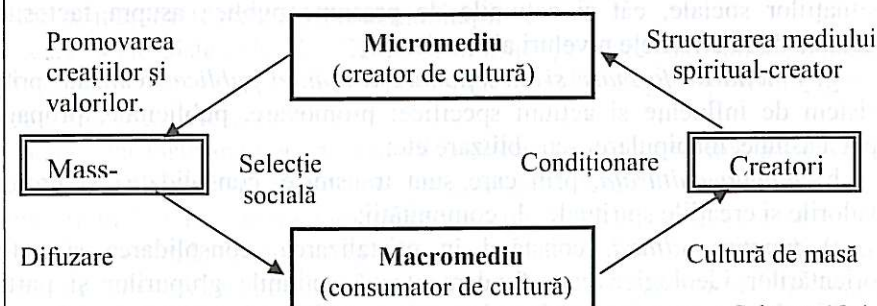 Promovarea
creațiilor și
valorilor.
Micromediu
(creator de cultură)
Structurarea mediului
spiritual-creator
Mass-
Selecție
socială
Condiționare
Creatori
Difuzare
Macromediu
(consumator de cultură)
Cultură de masă